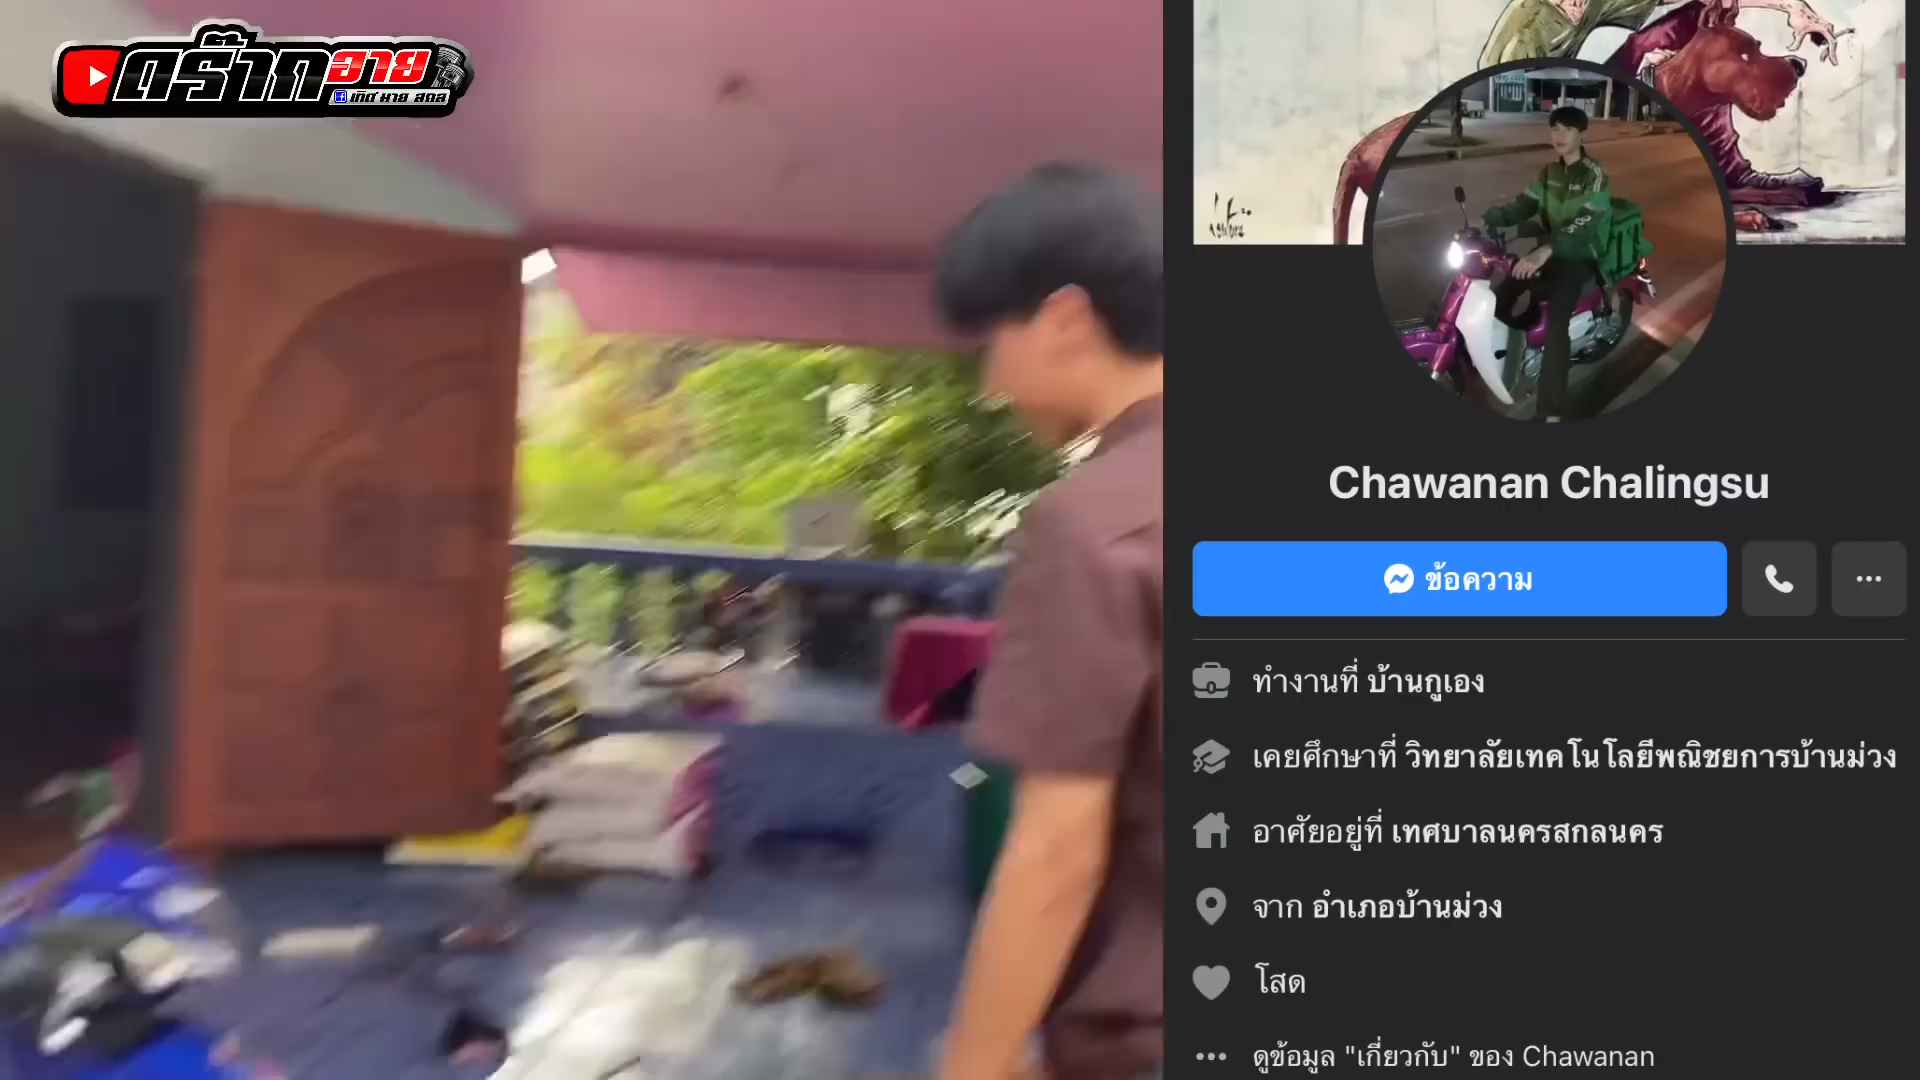 ตร๊าก อาย
เทิด มาย สกล
Chawanan Chalingsu
ข้อความ
ทำงานที่ บ้านกูเอง
เคยศึกษาที่ วิทยาลัยเทคโนโลยีพณิชยการบ้านม่วง
อาศัยอยู่ที่ เทศบาลนครสกลนคร
จาก อำเภอบ้านม่วง
โสด
ดูข้อมูล "เกี่ยวกับ" ของ Chawanan